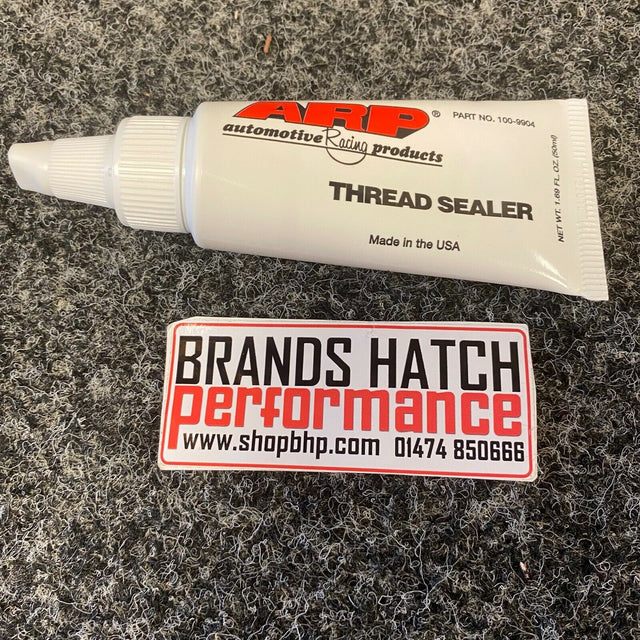 ARP® PART NO. 100-9904
automotive Racing products
THREAD SEALER
Made in the USA
NET WT. 1.69 FL. OZ. (50ml)
BRANDS HATCH
performance
www.shopbhp.com 01474 850666